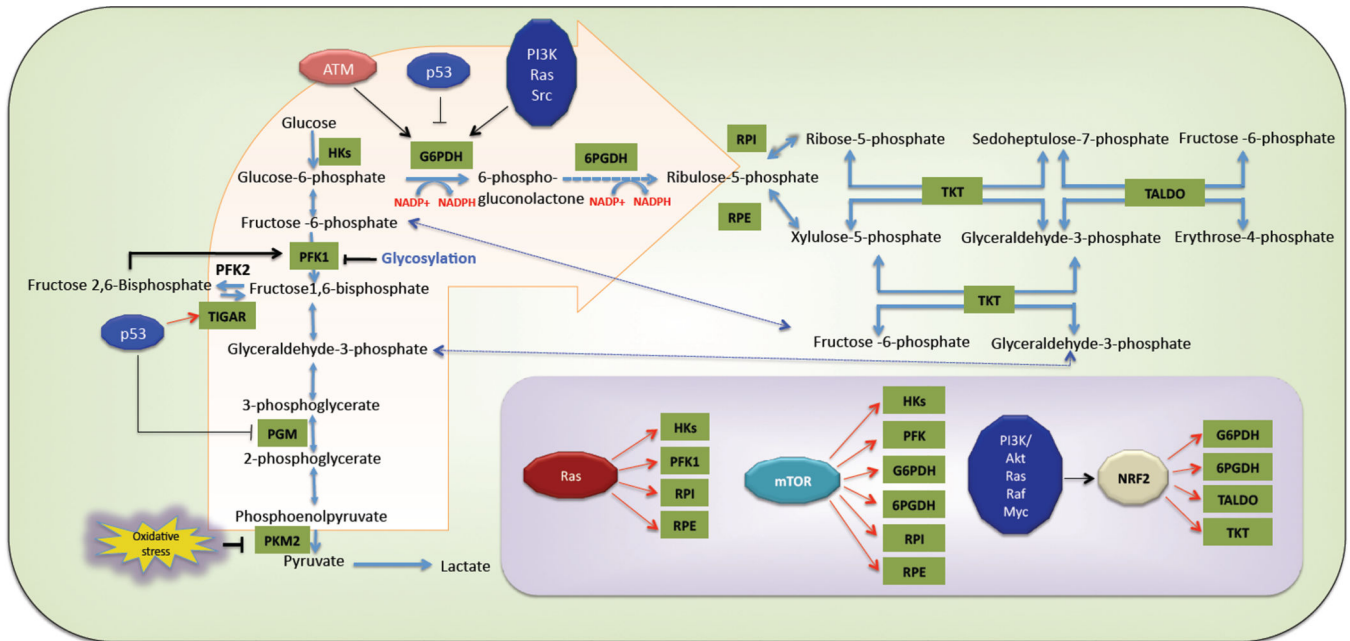 ATM
p53
PI3K
Ras
Src
Glucose
HKs
G6PDH
6PGDH
Glucose-6-phosphate
6-phospho-
gluconolactone
NADP+
NADPH
NADP+
NADPH
Ribulose-5-phosphate
RPI
RPE
Ribose-5-phosphate
Sedoheptulose-7-phosphate
Fructose -6-phosphate
TKT
TALDO
Xylulose-5-phosphate
Glyceraldehyde-3-phosphate
Erythrose-4-phosphate
TKT
Fructose -6-phosphate
Glyceraldehyde-3-phosphate
Fructose -6-phosphate
PFK1
Glycosylation
PFK2
Fructose 2,6-Bisphosphate
Fructose1,6-bisphosphate
TIGAR
p53
Glyceraldehyde-3-phosphate
3-phosphoglycerate
PGM
2-phosphoglycerate
Phosphoenolpyruvate
Oxidative
stress
PKM2
Pyruvate
Lactate
Ras
HKs
PFK1
RPI
RPE
mTOR
HKs
PFK
G6PDH
6PGDH
RPI
RPE
PI3K/
Akt
Ras
Raf
Myc
NRF2
G6PDH
6PGDH
TALDO
TKT